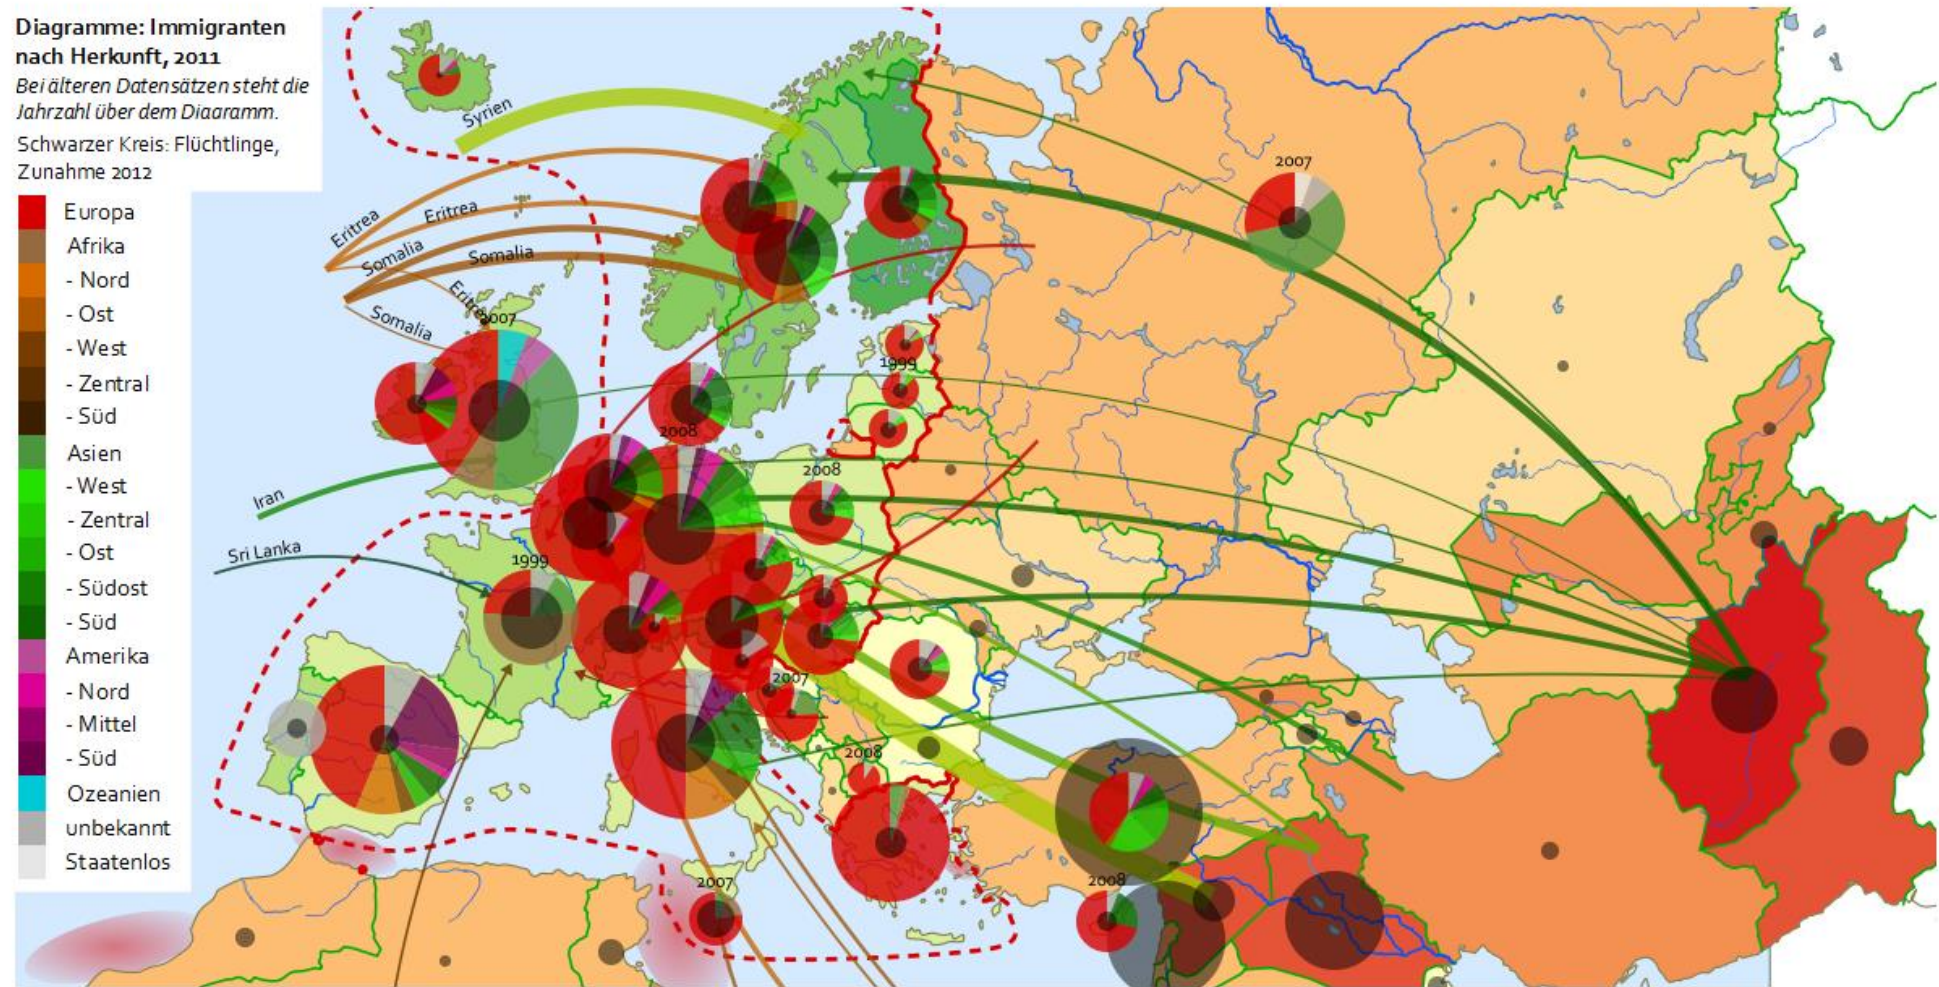 Diagramme: Immigranten
nach Herkunft, 2011
Bei älteren Datensätzen steht die
Jahrzahl über dem Diagramm.
Schwarzer Kreis: Flüchtlinge,
Zunahme 2012
Europa
Afrika
- Nord
- Ost
- West
- Zentral
- Süd
Asien
- West
- Zentral
- Ost
- Südost
- Süd
Amerika
- Nord
- Mittel
- Süd
Ozeanien
unbekannt
Staatenlos
Syrien
2007
Eritrea
Eritrea
Somalia
Somalia
Eritrea
Somalia
2007
1999
2008
2008
Iran
Sri Lanka
1999
2007
2008
2007
2008